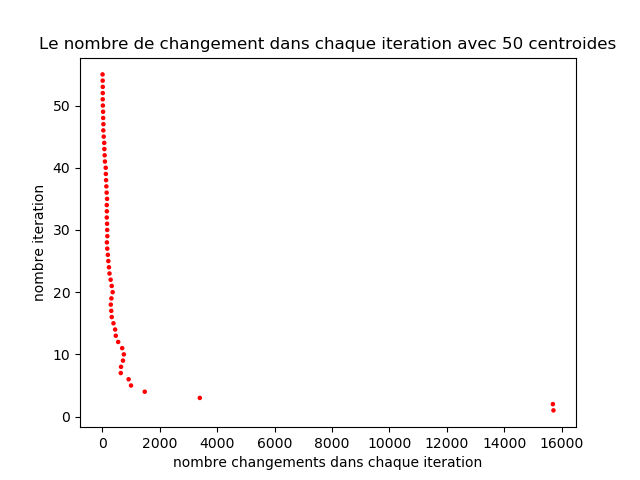 Le nombre de changement dans chaque iteration avec 50 centroides
50
40
30
20
10
0
nombre iteration
0 2000 4000 6000 8000 10000 12000 14000 16000
nombre changements dans chaque iteration